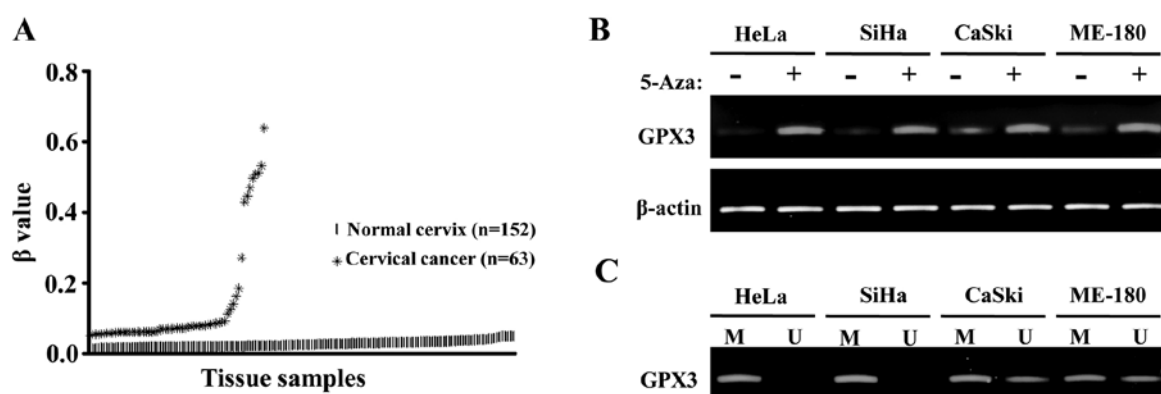 A
0.8
0.6
0.4
0.2
0.0
β value
Normal cervix (n=152)
Cervical cancer (n=63)
Tissue samples
B
HeLa SiHa CaSki ME-180
5-Aza: - + - + - + - +
GPX3
β-actin
C
HeLa SiHa CaSki ME-180
M U M U M U M U
GPX3